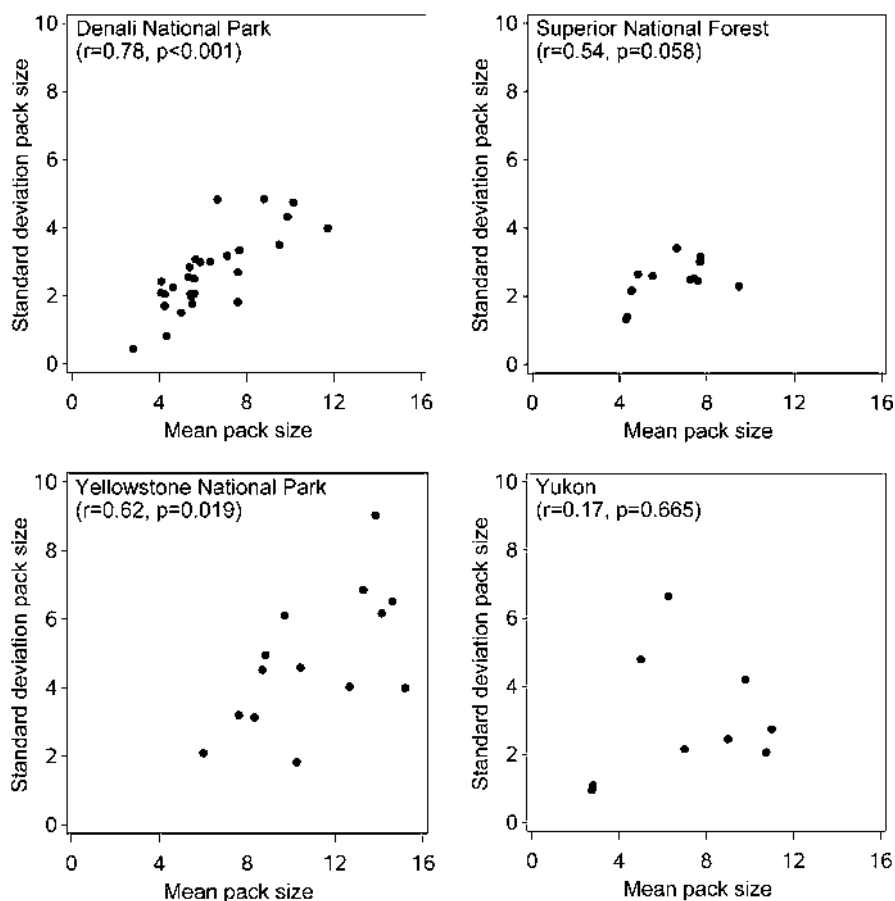 Denali National Park
(r=0.78, p<0.001)
Standard deviation pack size
10
8
6
4
2
0
0 4 8 12 16
Mean pack size
Superior National Forest
(r=0.54, p=0.058)
Standard deviation pack size
10
8
6
4
2
0
0 4 8 12 16
Mean pack size
Yellowstone National Park
(r=0.62, p=0.019)
Standard deviation pack size
10
8
6
4
2
0
0 4 8 12 16
Mean pack size
Yukon
(r=0.17, p=0.665)
Standard deviation pack size
10
8
6
4
2
0
0 4 8 12 16
Mean pack size